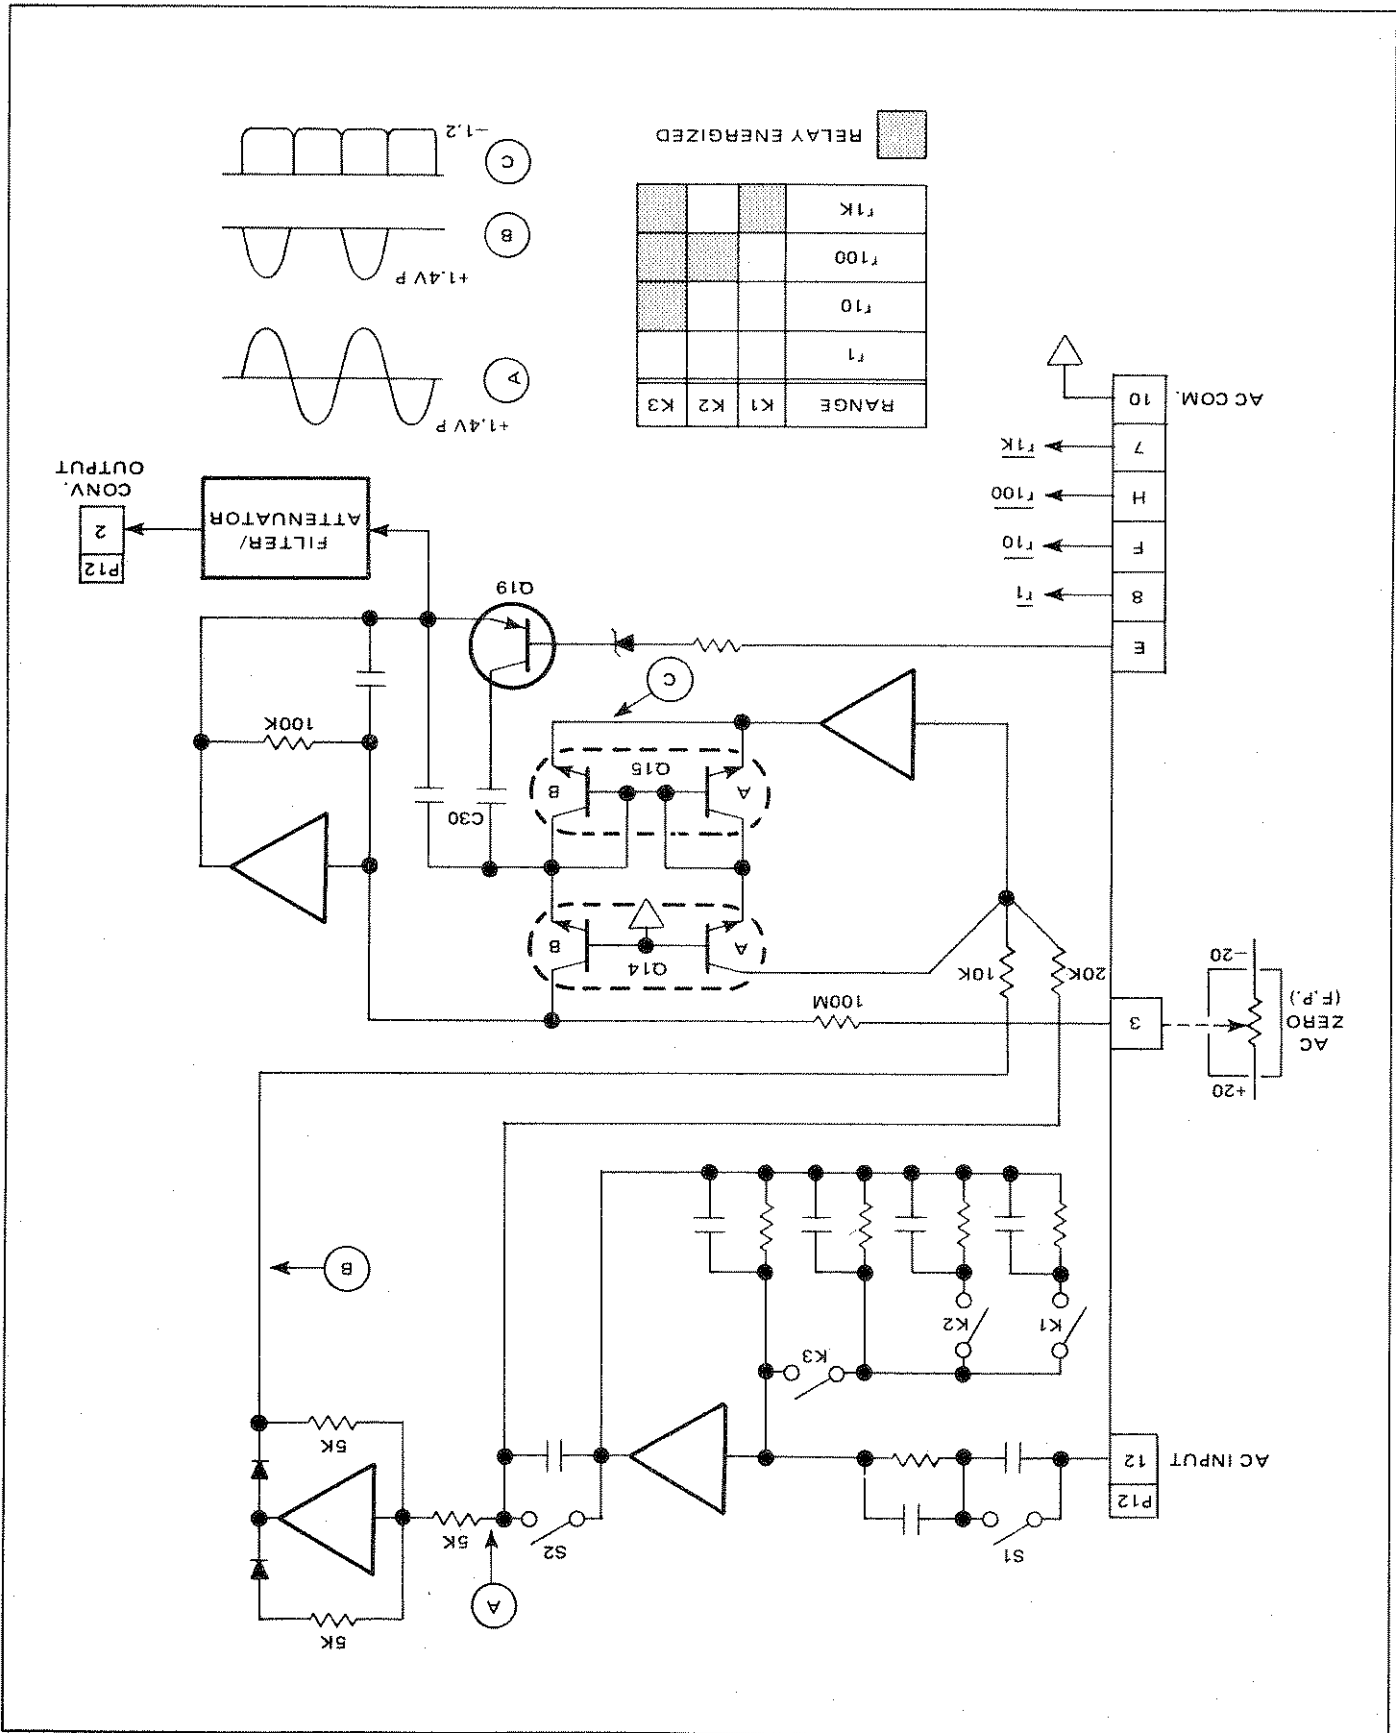 5K
A
S1
S2
5K
P12
AC INPUT 12
5K
K3
K1
K2
B
+20
AC
ZERO
(F.P.)
-20
3
100M
20K
10K
Q14
A
B
C30
A
Q15
B
100K
C
E
Q19
8 r1
F r10
H r100
7 r1K
AC COM. 10
FILTER/
ATTENUATOR
P12
2
CONV.
OUTPUT
RANGE K1 K2 K3
r1
r10
r100
r1K
RELAY ENERGIZED
A +1.4V P
B +1.4V P
C -1.2